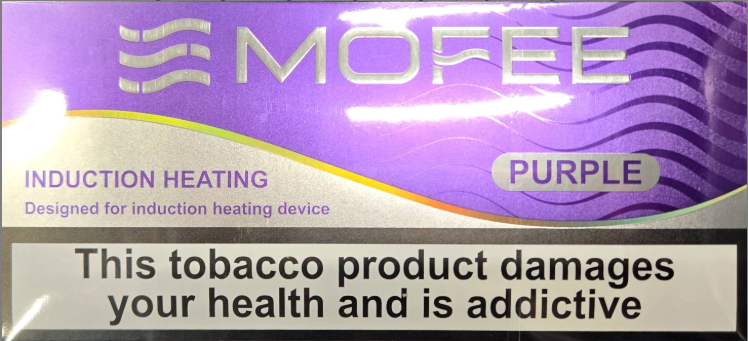 MOFEE
PURPLE
INDUCTION HEATING
Designed for induction heating device
This tobacco product damages
your health and is addictive